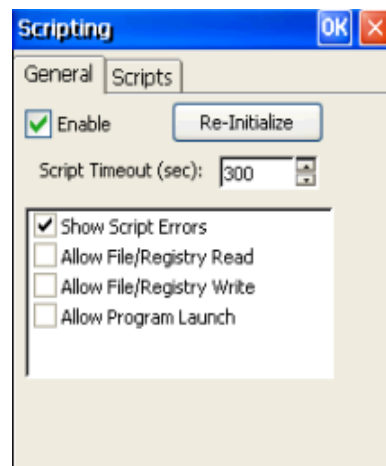 Scripting OK
General Scripts
Enable Re-Initialize
Script Timeout (sec): 300
Show Script Errors
Allow File/Registry Read
Allow File/Registry Write
Allow Program Launch